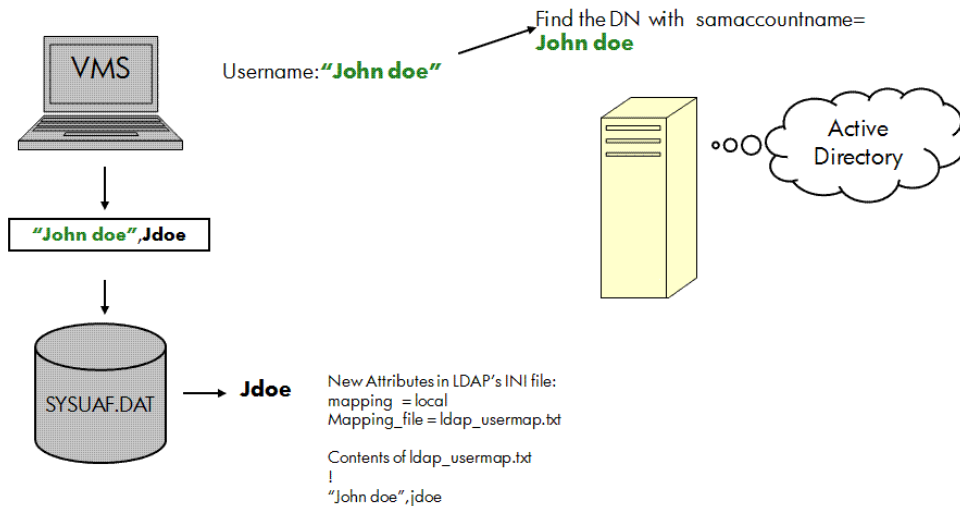 VMS
Username:“John doe”
Find the DN with samaccountname=
John doe
Active
Directory
“John doe”,Jdoe
SYSUAF.DAT
Jdoe
New Attributes in LDAP’s INI file:
mapping = local
Mapping_file = ldap_usermap.txt
Contents of ldap_usermap.txt
!
“John doe”,jdoe